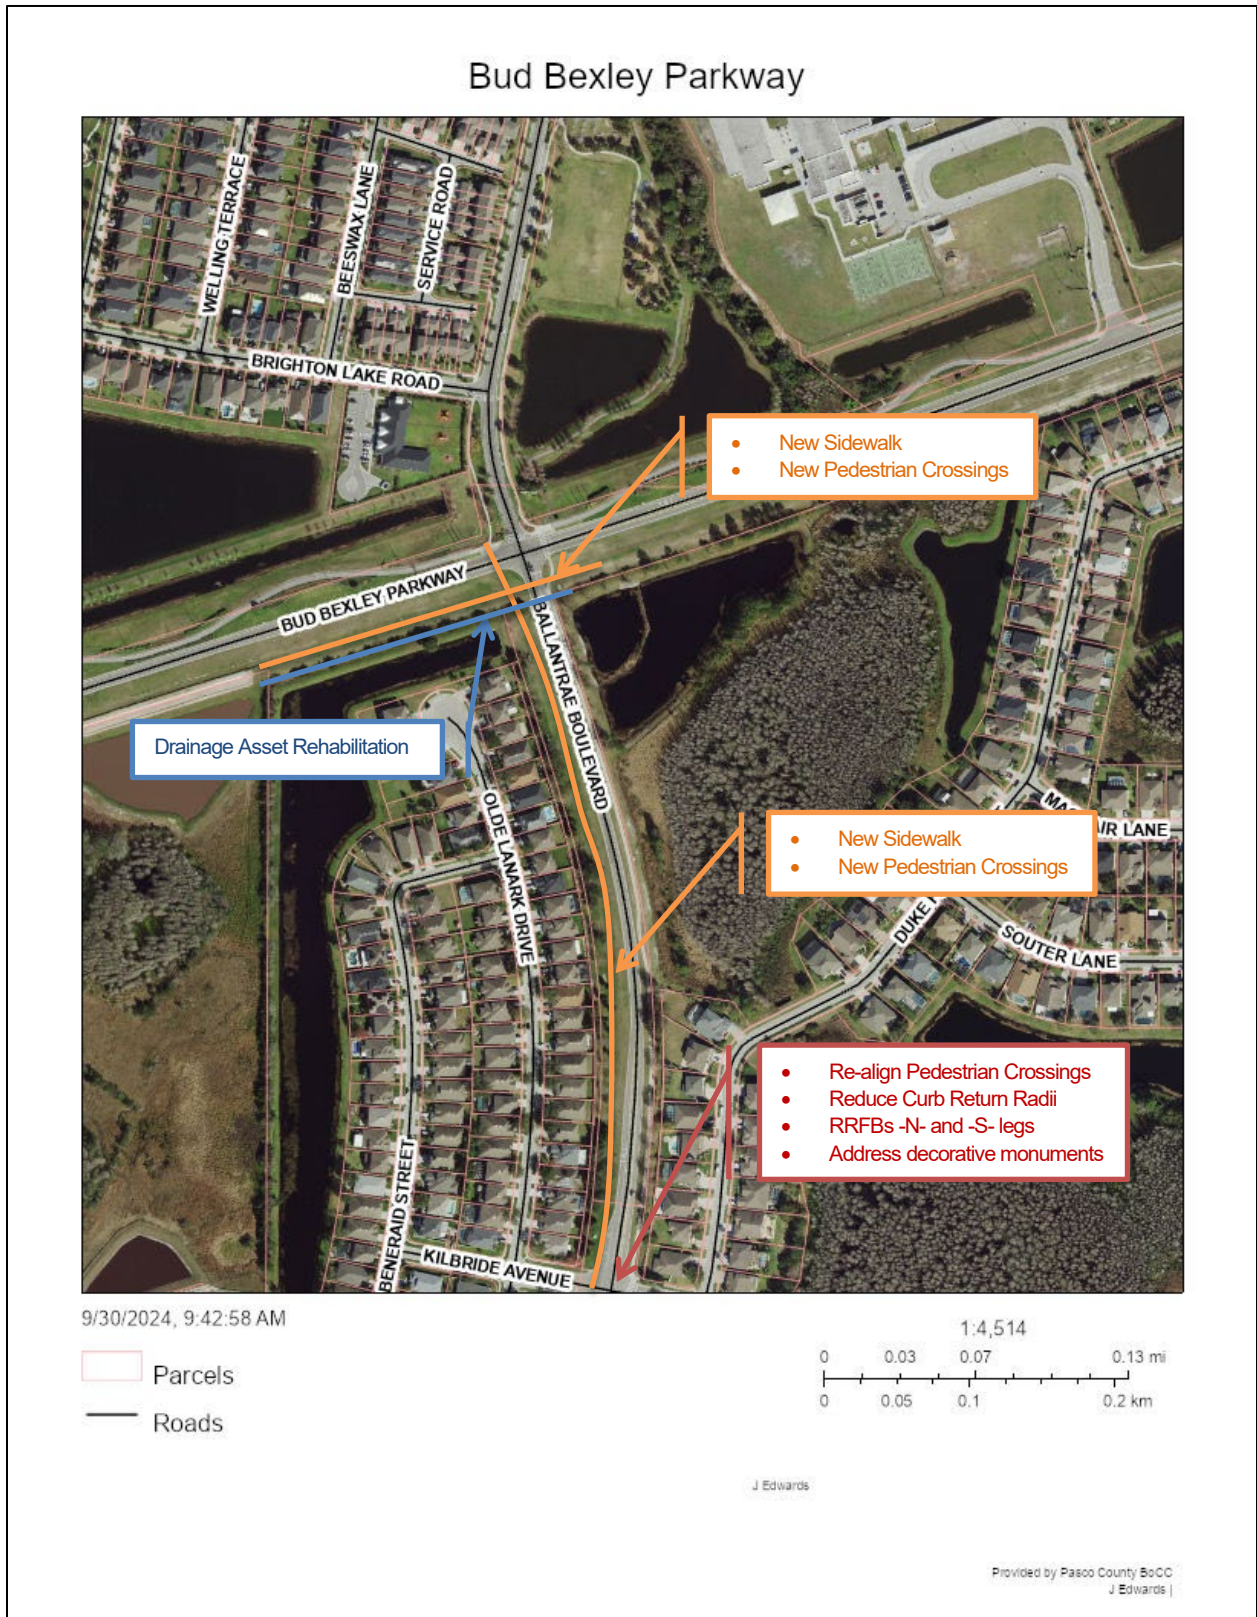 Bud Bexley Parkway
WELLING TERRACE
BEESWAX LANE
SERVICE ROAD
BRIGHTON LAKE ROAD
• New Sidewalk
• New Pedestrian Crossings
BUD BEXLEY PARKWAY
BALLANTRAE BOULEVARD
Drainage Asset Rehabilitation
OLDE LANARK DRIVE
• New Sidewalk
• New Pedestrian Crossings
AIR LANE
DUKE
SOUTER LANE
• Re-align Pedestrian Crossings
• Reduce Curb Return Radii
• RRFBs -N- and -S- legs
• Address decorative monuments
BENERAID STREET
KILBRIDE AVENUE
9/30/2024, 9:42:58 AM
Parcels
Roads
1:4,514
0 0.03 0.07 0.13 mi
0 0.05 0.1 0.2 km
J Edwards
Provided by Pasco County BoCC
J Edwards |